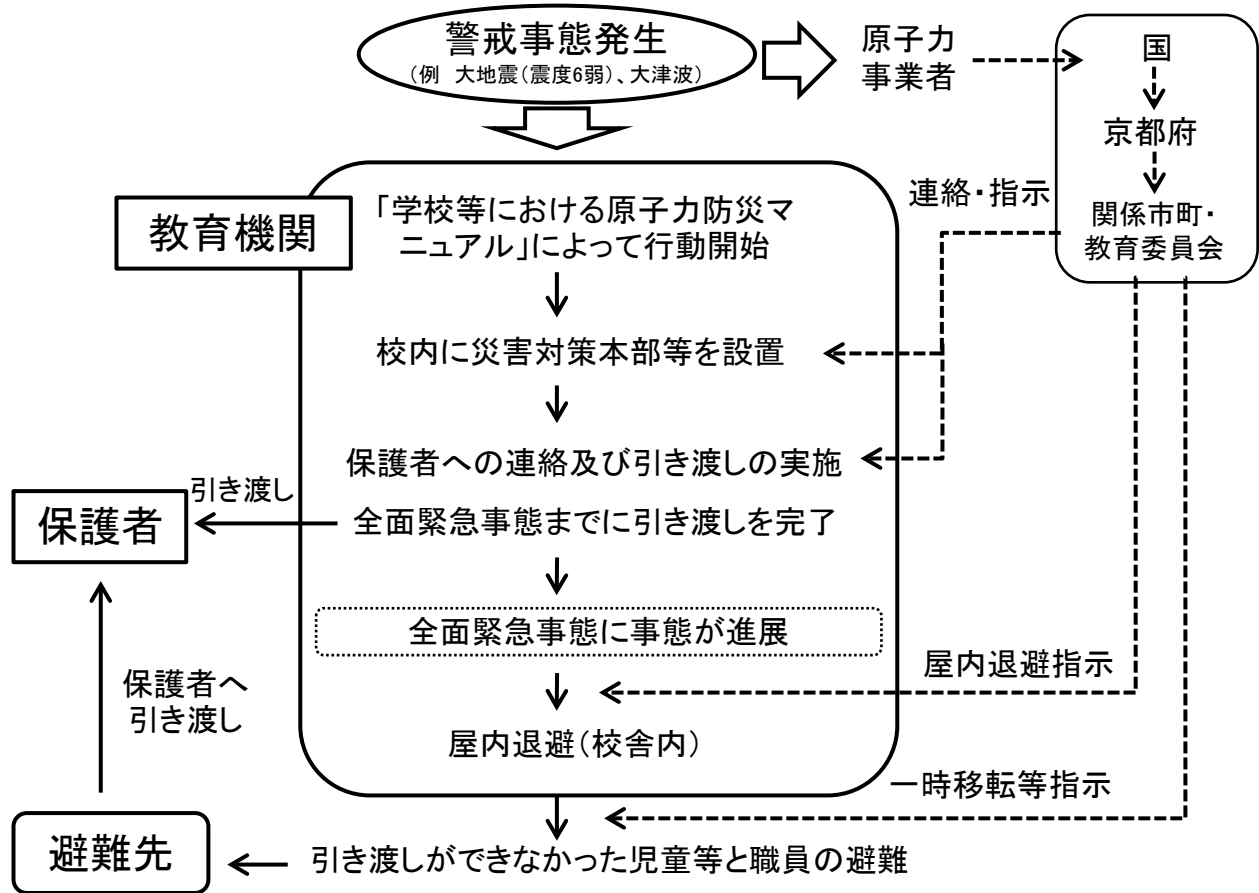 警戒事態発生
（例　大地震（震度6弱）、大津波）
原子力
事業者
国
京都府
関係市町・
教育委員会
連絡・指示
教育機関
「学校等における原子力防災マ
ニュアル」によって行動開始
校内に災害対策本部等を設置
保護者への連絡及び引き渡しの実施
引き渡し
保護者
全面緊急事態までに引き渡しを完了
全面緊急事態に事態が進展
屋内退避指示
保護者へ
引き渡し
屋内退避（校舎内）
一時移転等指示
避難先
引き渡しができなかった児童等と職員の避難